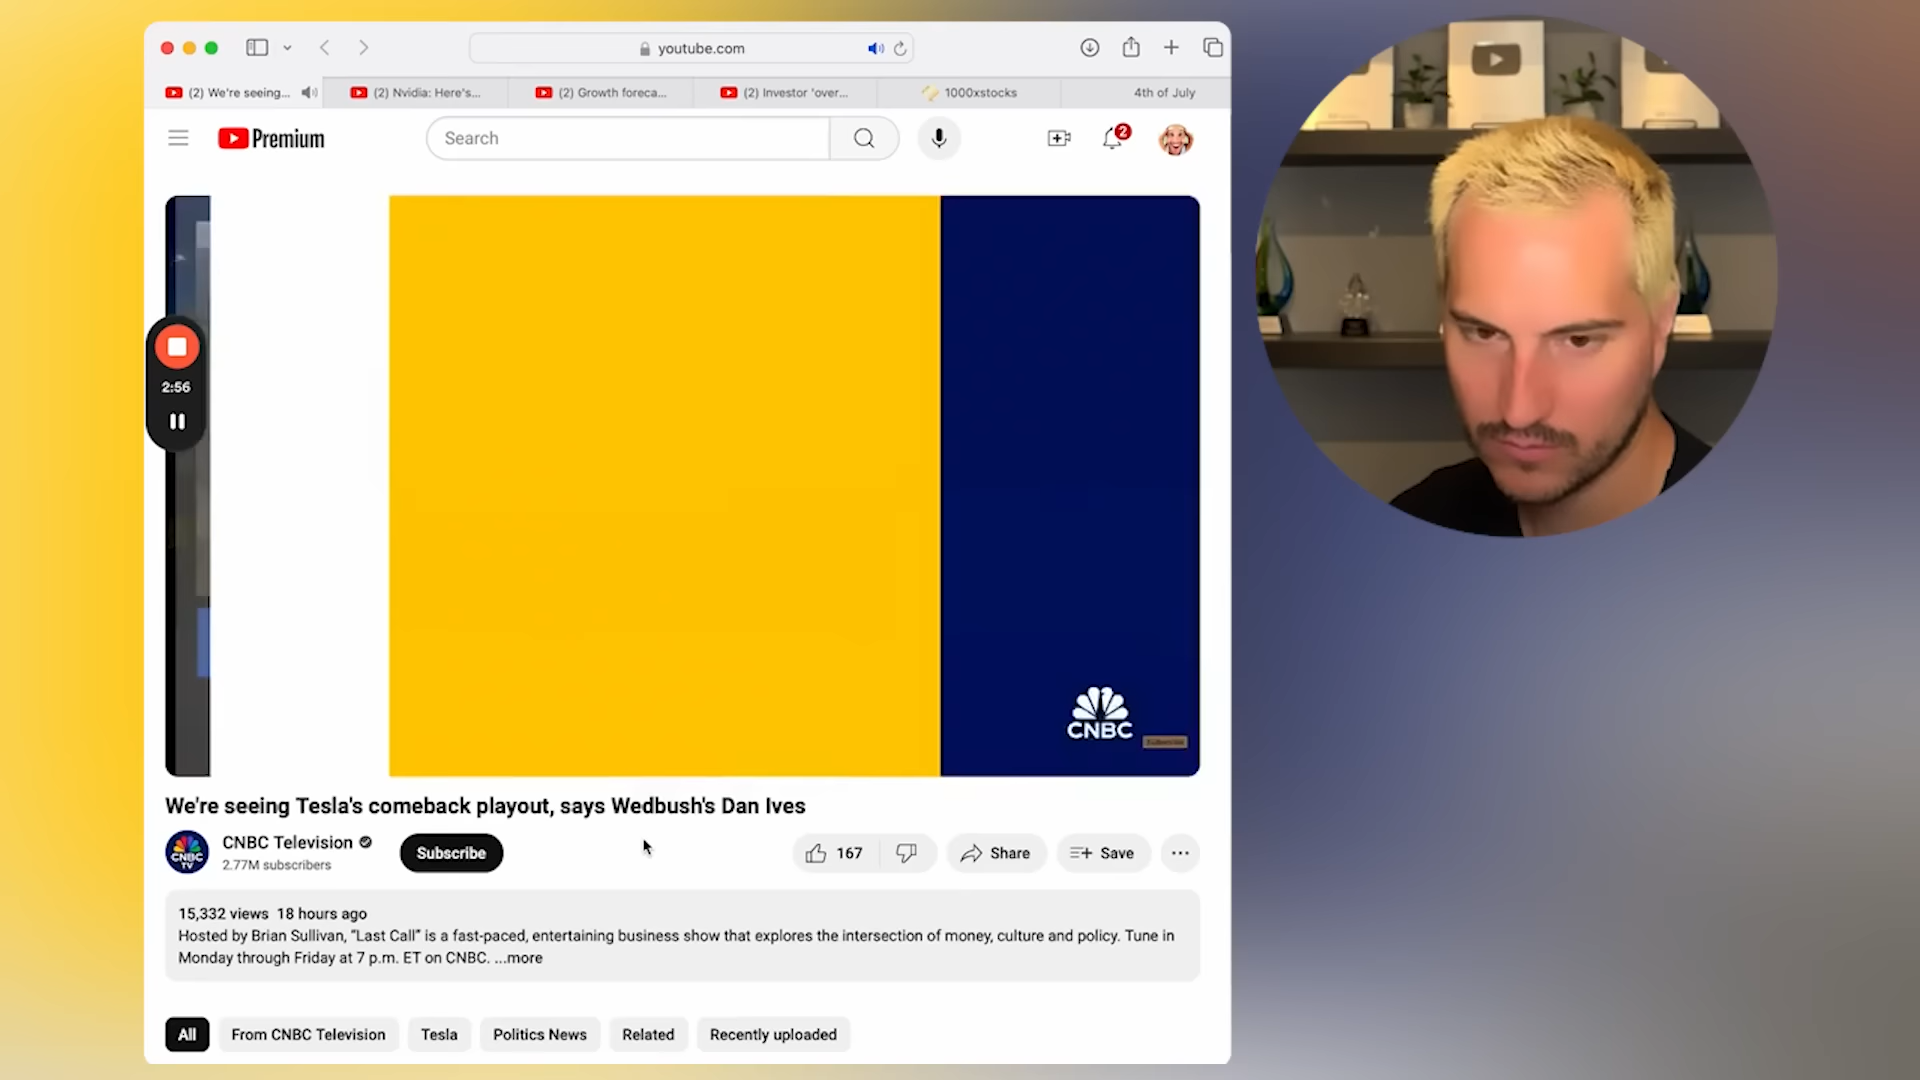 youtube.com
(2) We're seeing...
(2) Nvidia: Here's...
(2) Growth foreca...
(2) Investor 'over...
1000xstocks
4th of July
Premium
Search
2
2:56
CNBC
Subscribe
We're seeing Tesla's comeback playout, says Wedbush's Dan Ives
CNBC TV
CNBC Television
2.77M subscribers
Subscribe
167
Share
Save
15,332 views 18 hours ago
Hosted by Brian Sullivan, “Last Call” is a fast-paced, entertaining business show that explores the intersection of money, culture and policy. Tune in
Monday through Friday at 7 p.m. ET on CNBC. ...more
All
From CNBC Television
Tesla
Politics News
Related
Recently uploaded